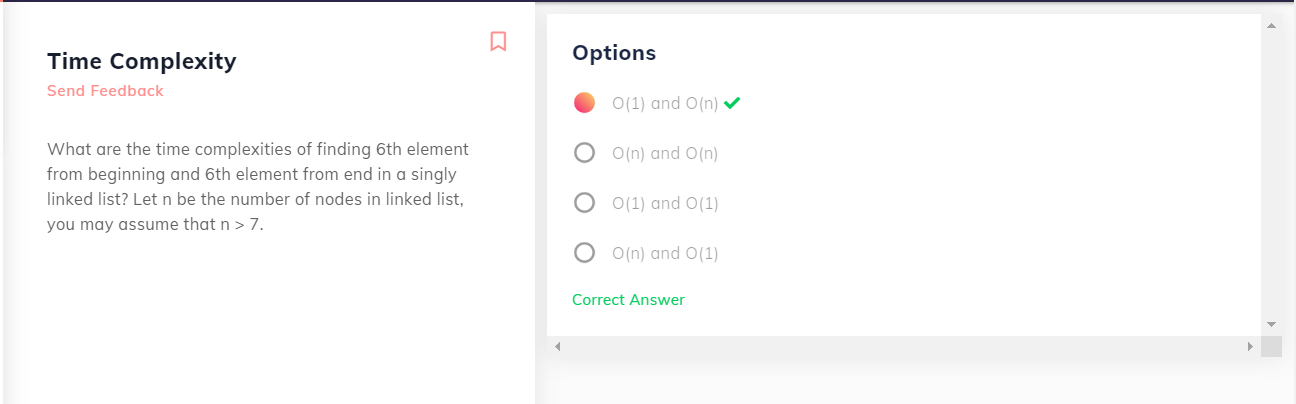 Time Complexity
Send Feedback
What are the time complexities of finding 6th element
from beginning and 6th element from end in a singly
linked list? Let n be the number of nodes in linked list,
you may assume that n > 7.
Options
O(1) and O(n)
O(n) and O(n)
O(1) and O(1)
O(n) and O(1)
Correct Answer